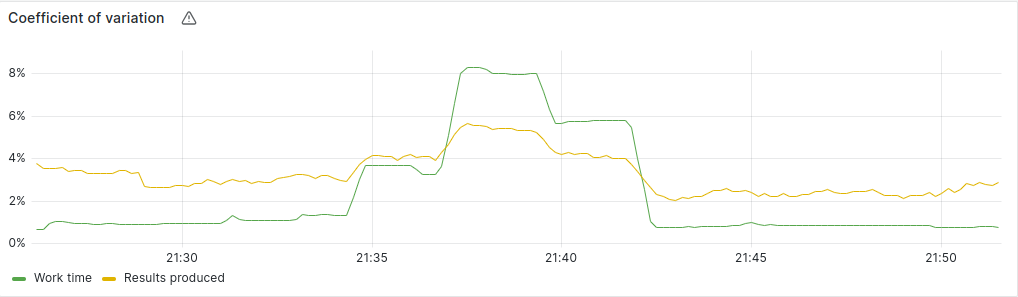 Coefficient of variation
8%
6%
4%
2%
0%
21:30 21:35 21:40 21:45 21:50
Work time Results produced